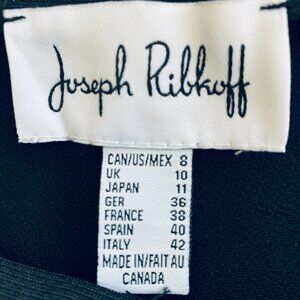 Joseph Ribkoff
CAN/US/MEX 8
UK 10
JAPAN 11
GER 36
FRANCE 38
SPAIN 40
ITALY 42
MADE IN/FAIT AU
CANADA